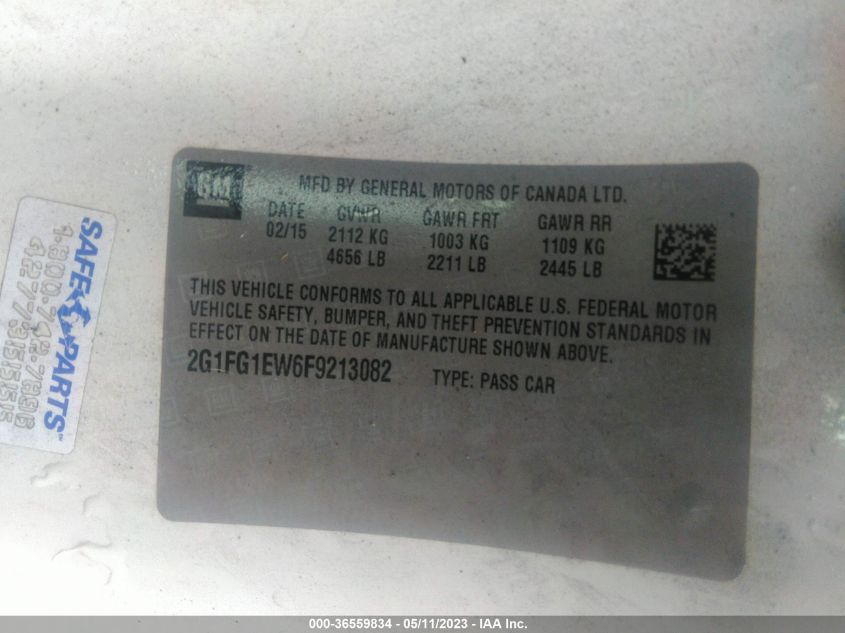 GM
MFD BY GENERAL MOTORS OF CANADA LTD.
DATE GVWR GAWR FRT GAWR RR
02/15 2112 KG 1003 KG 1109 KG
4656 LB 2211 LB 2445 LB
THIS VEHICLE CONFORMS TO ALL APPLICABLE U.S. FEDERAL MOTOR
VEHICLE SAFETY, BUMPER, AND THEFT PREVENTION STANDARDS IN
EFFECT ON THE DATE OF MANUFACTURE SHOWN ABOVE.
2G1FG1EW6F9213082 TYPE: PASS CAR
SAFE PARTS
000-36559834 - 05/11/2023 - IAA Inc.